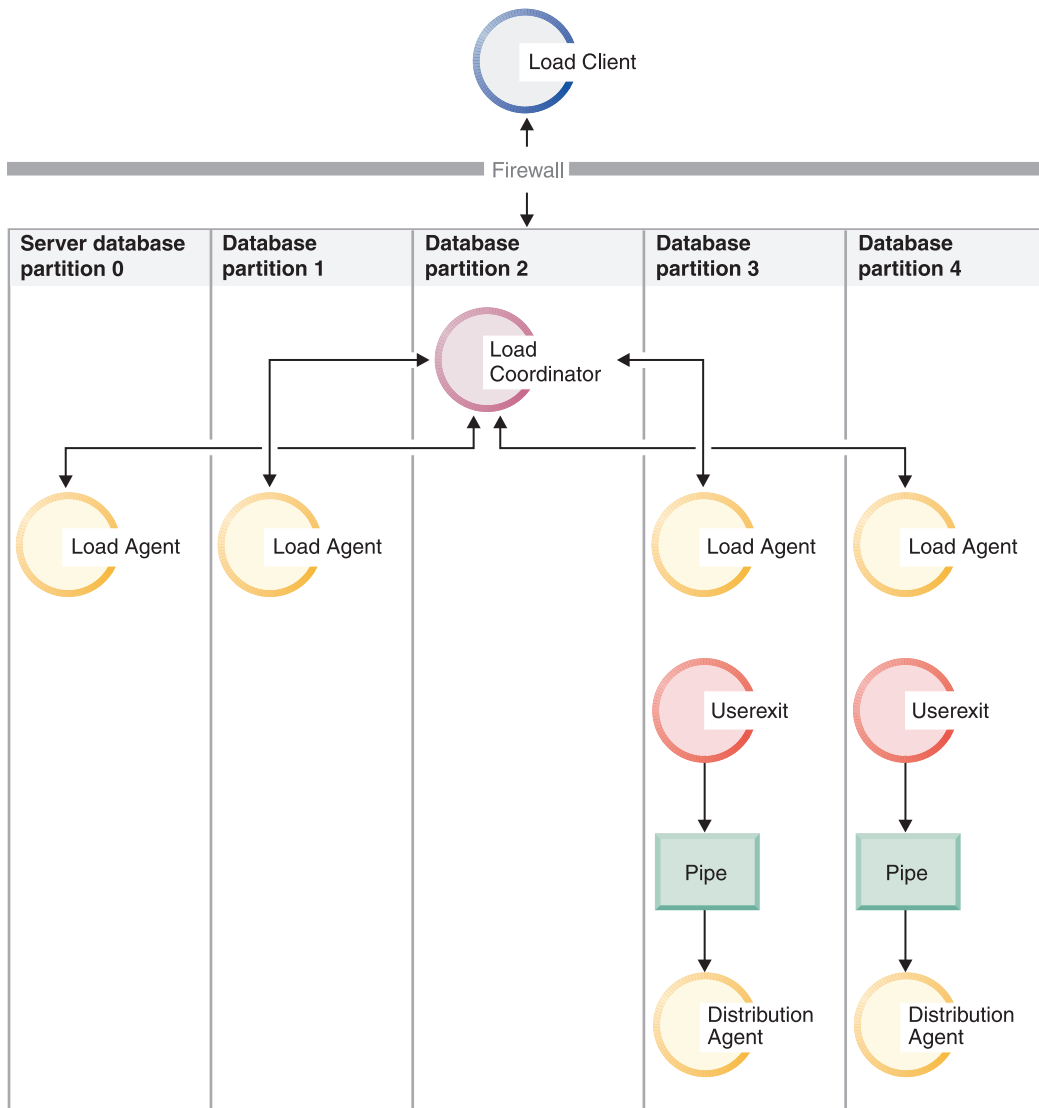 Load Client
Firewall
Server database
partition 0
Database
partition 1
Database
partition 2
Database
partition 3
Database
partition 4
Load
Coordinator
Load Agent
Load Agent
Load Agent
Load Agent
Userexit
Userexit
Pipe
Pipe
Distribution
Agent
Distribution
Agent